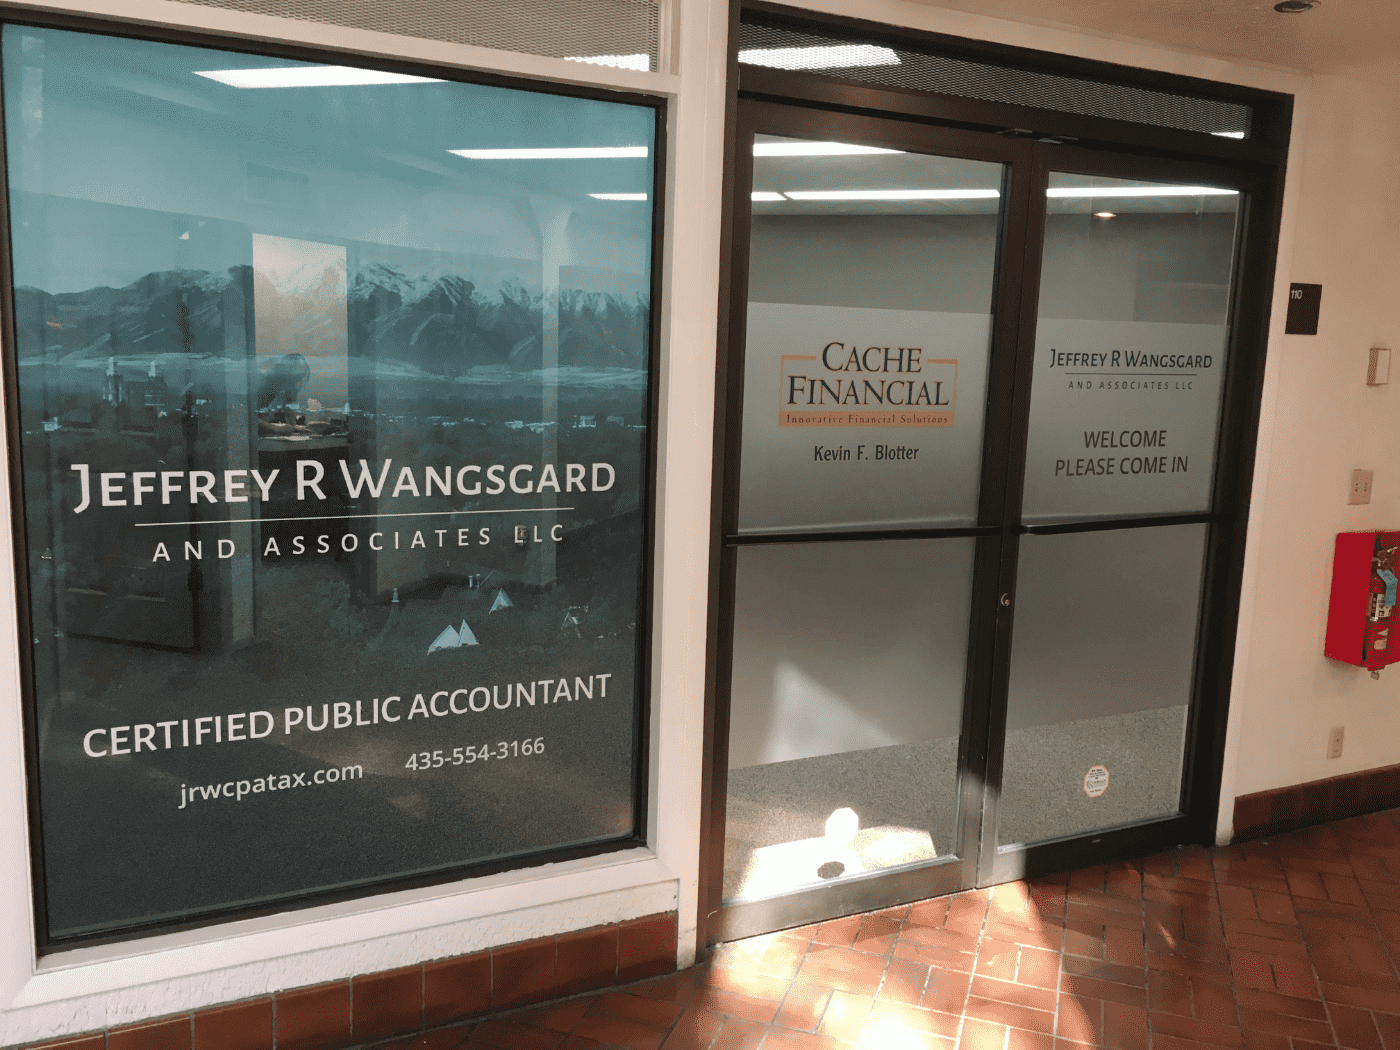 Jeffrey R Wangsgard
AND ASSOCIATES LLC
CERTIFIED PUBLIC ACCOUNTANT
jrwcpatax.com 435-554-3166
CACHE
FINANCIAL
Innovative Financial Solutions
Kevin F. Blotter
Jeffrey R Wangsgard
AND ASSOCIATES LLC
WELCOME
PLEASE COME IN
110